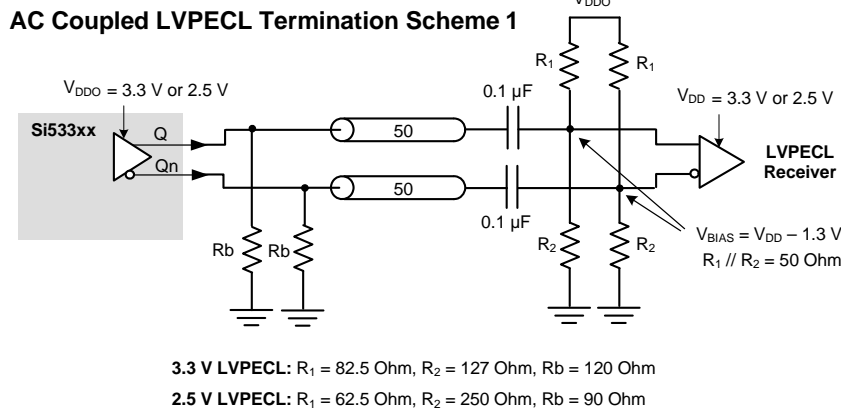 AC Coupled LVPECL Termination Scheme 1
VDDO
R1
R1
VDDO = 3.3 V or 2.5 V
0.1 µF
VDD = 3.3 V or 2.5 V
Si533xx
Q
50
LVPECL
Receiver
Qn
50
0.1 µF
Rb
Rb
R2
R2
VBIAS = VDD – 1.3 V
R1 // R2 = 50 Ohm
3.3 V LVPECL: R1 = 82.5 Ohm, R2 = 127 Ohm, Rb = 120 Ohm
2.5 V LVPECL: R1 = 62.5 Ohm, R2 = 250 Ohm, Rb = 90 Ohm